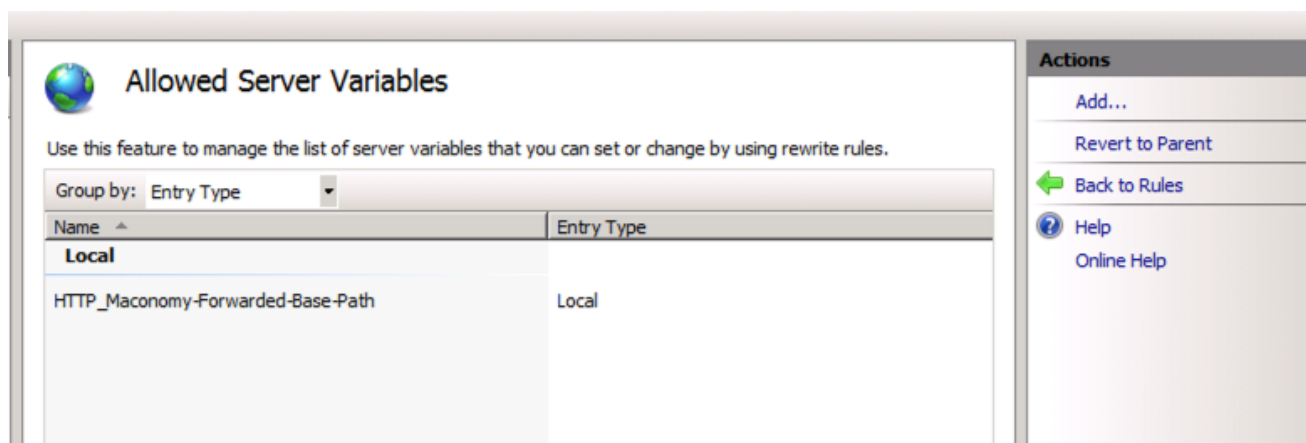 Allowed Server Variables
Use this feature to manage the list of server variables that you can set or change by using rewrite rules.
Group by: Entry Type
Name Entry Type
Local
HTTP_Maconomy-Forwarded-Base-Path Local
Actions
Add...
Revert to Parent
Back to Rules
Help
Online Help